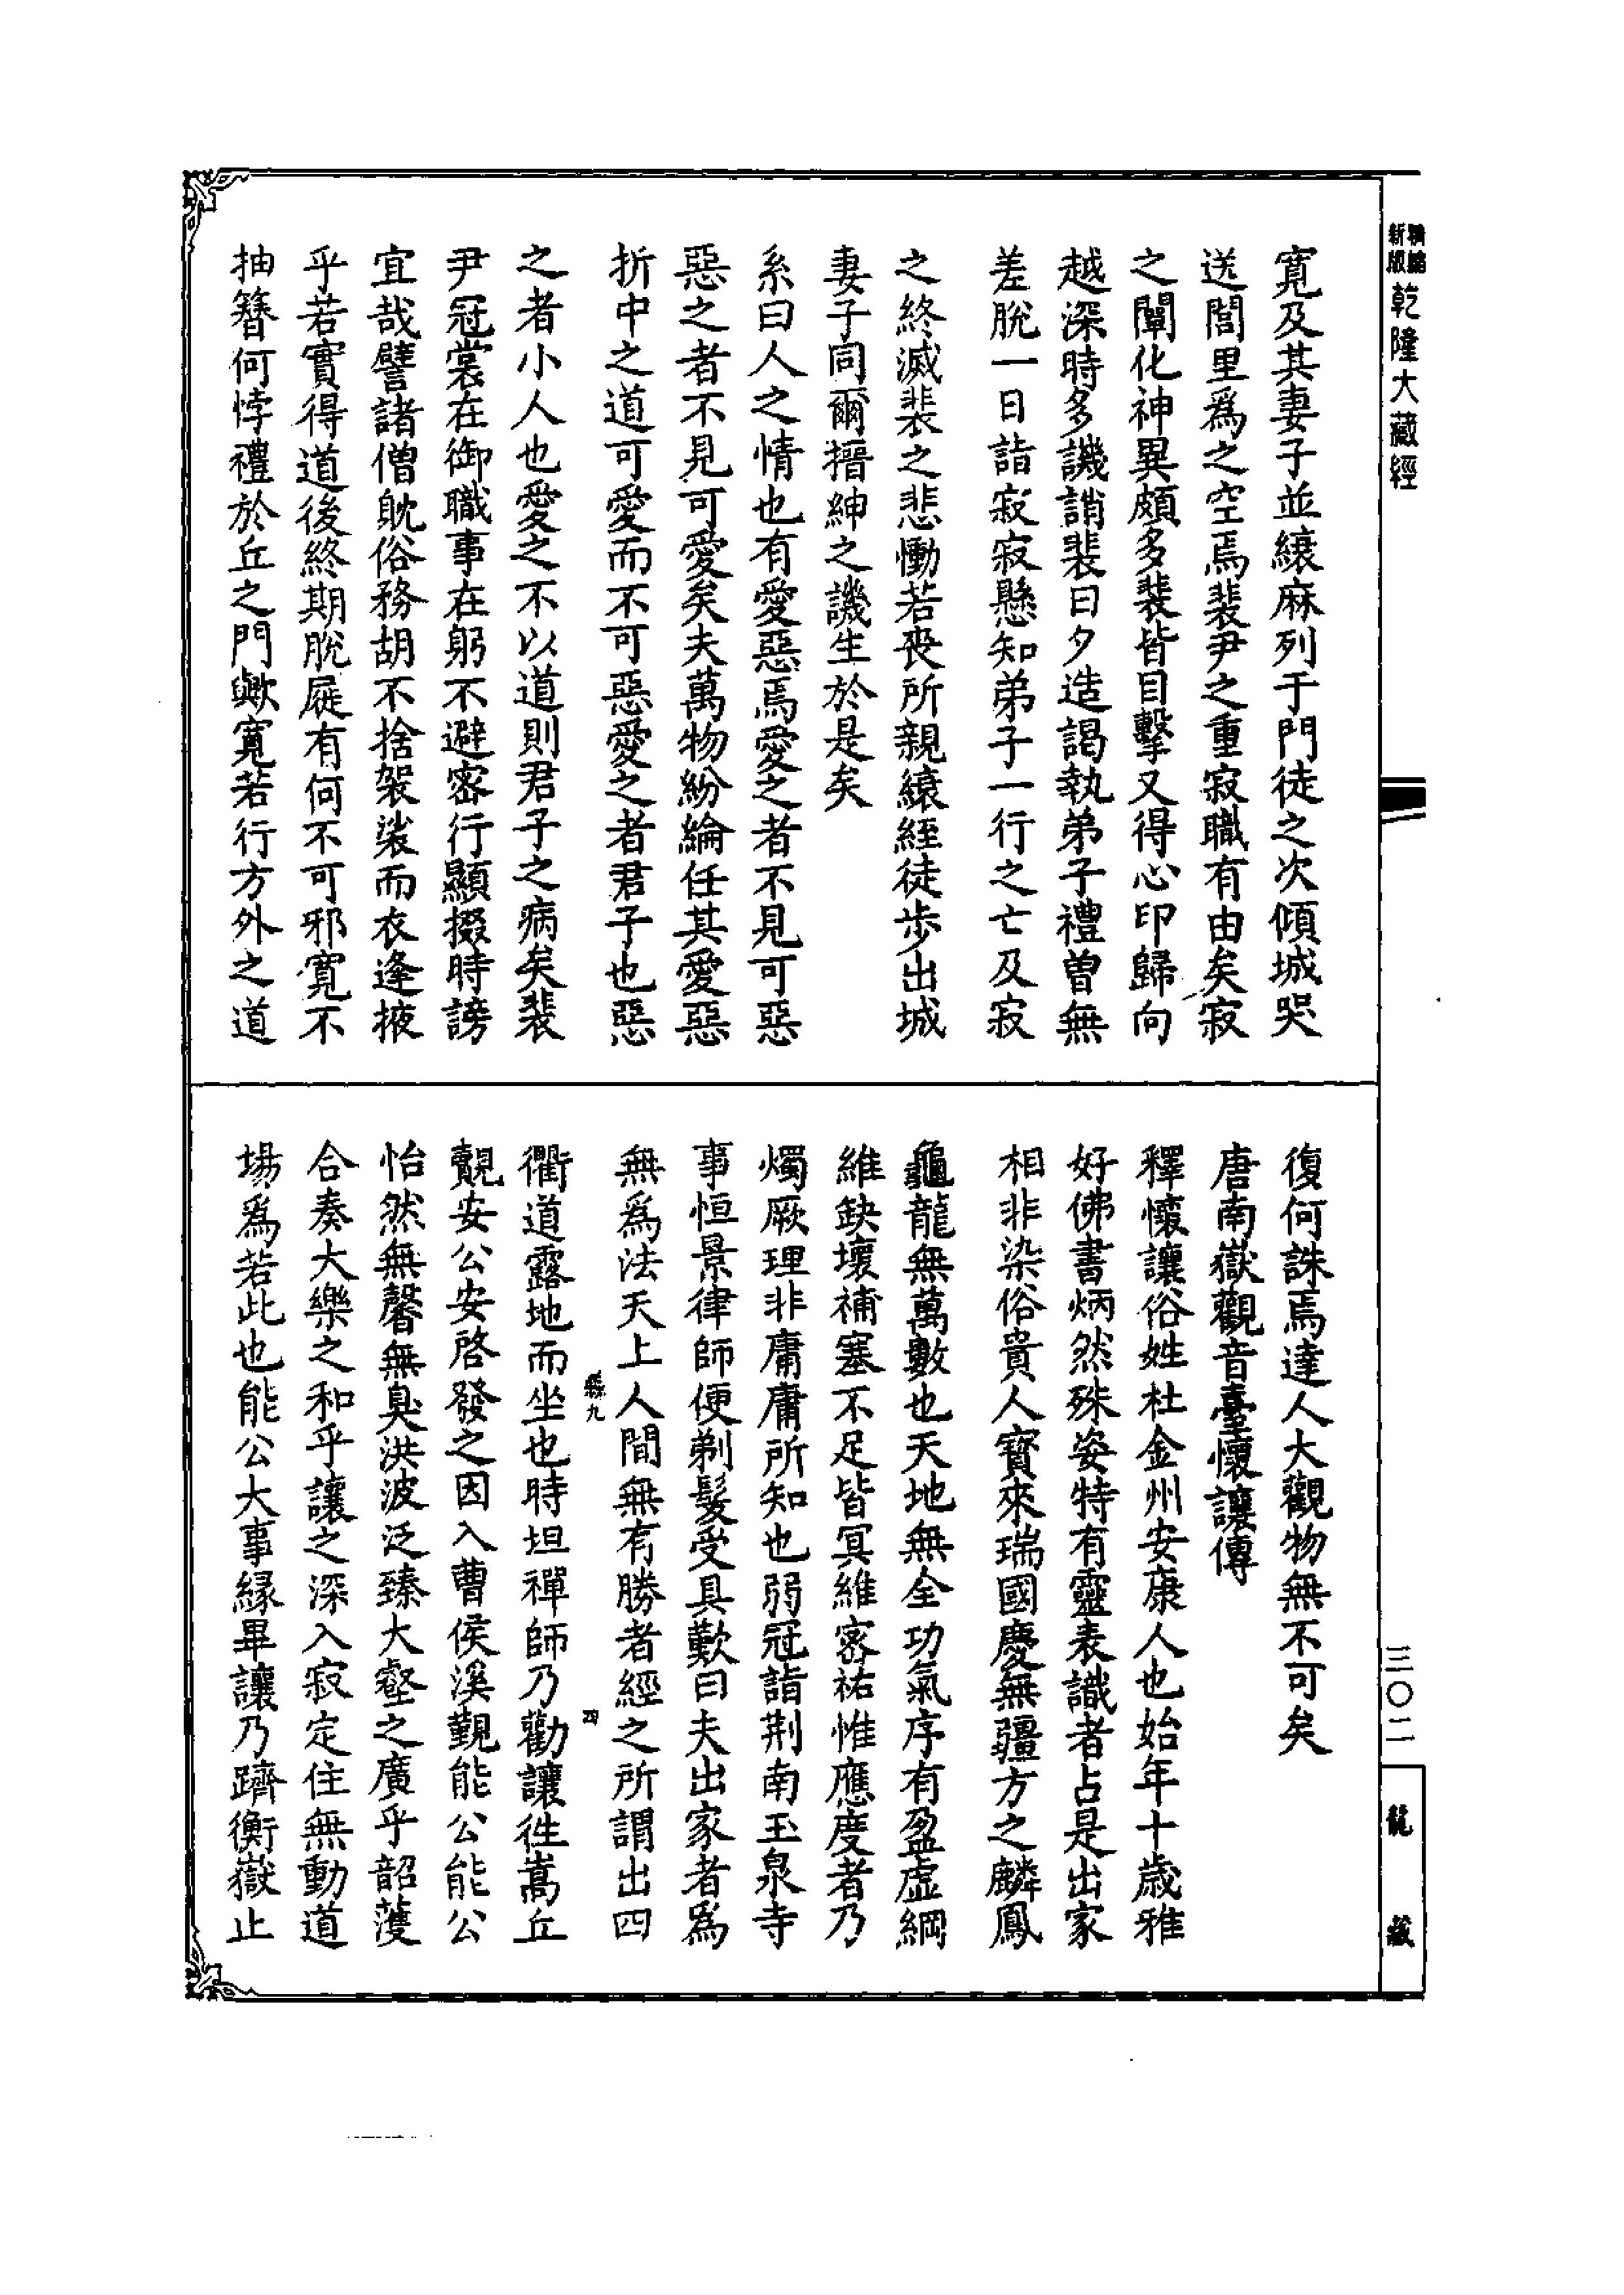 新版
精縮
乾隆大藏經
寬及其妻子並縗麻列于門徒之次傾城哭
送閭里爲之空焉裴尹之重寂職有由矣寂
之闡化神異頗多裴皆目擊又得心印歸向
越深時多譏誚裴日夕造謁執弟子禮曾無
差脫一日詣寂寂懸知弟子一行之亡及寂
之終滅裴之悲慟若丧所親縗絰徒步出城
妻子同爾搢紳之譏生於是矣
系曰人之情也有愛惡焉愛之者不見可惡
惡之者不見可愛矣夫萬物紛綸任其愛惡
折中之道可愛而不可惡愛之者君子也惡
之者小人也愛之不以道則君子之病矣裴
尹冠裳在御職事在躬不避密行顯掇時謗
宜哉譬諸僧躭俗務胡不捨袈裟而衣逢掖
乎若實得道後終期脫屣有何不可邪寬不
抽簪何悖禮於丘之門歟寬若行方外之道
復何誅焉達人大觀物無不可矣
唐南嶽觀音臺懷讓傳
釋懷讓俗姓杜金州安康人也始年十歲雅
好佛書炳然殊姿特有靈表識者占是出家
相非染俗貴人寶來瑞國慶無疆方之麟鳳
龜龍無萬數也天地無全功氣序有盈虛綱
維缺壞補塞不足皆冥維密祐惟應度者乃
燭厥理非庸庸所知也弱冠詣荆南玉泉寺
事恒景律師便剃髮受具歎曰夫出家者爲
無爲法天上人間無有勝者經之所謂出四
縣九
四
衢道露地而坐也時坦禪師乃勸讓徃嵩丘
覿安公安啓發之因入曹侯溪覲能公能公
怡然無馨無臭洪波泛臻大壑之廣乎韶頀
合奏大樂之和乎讓之深入寂定住無動道
場爲若此也能公大事緣畢讓乃躋衡嶽止
三〇二
龍藏